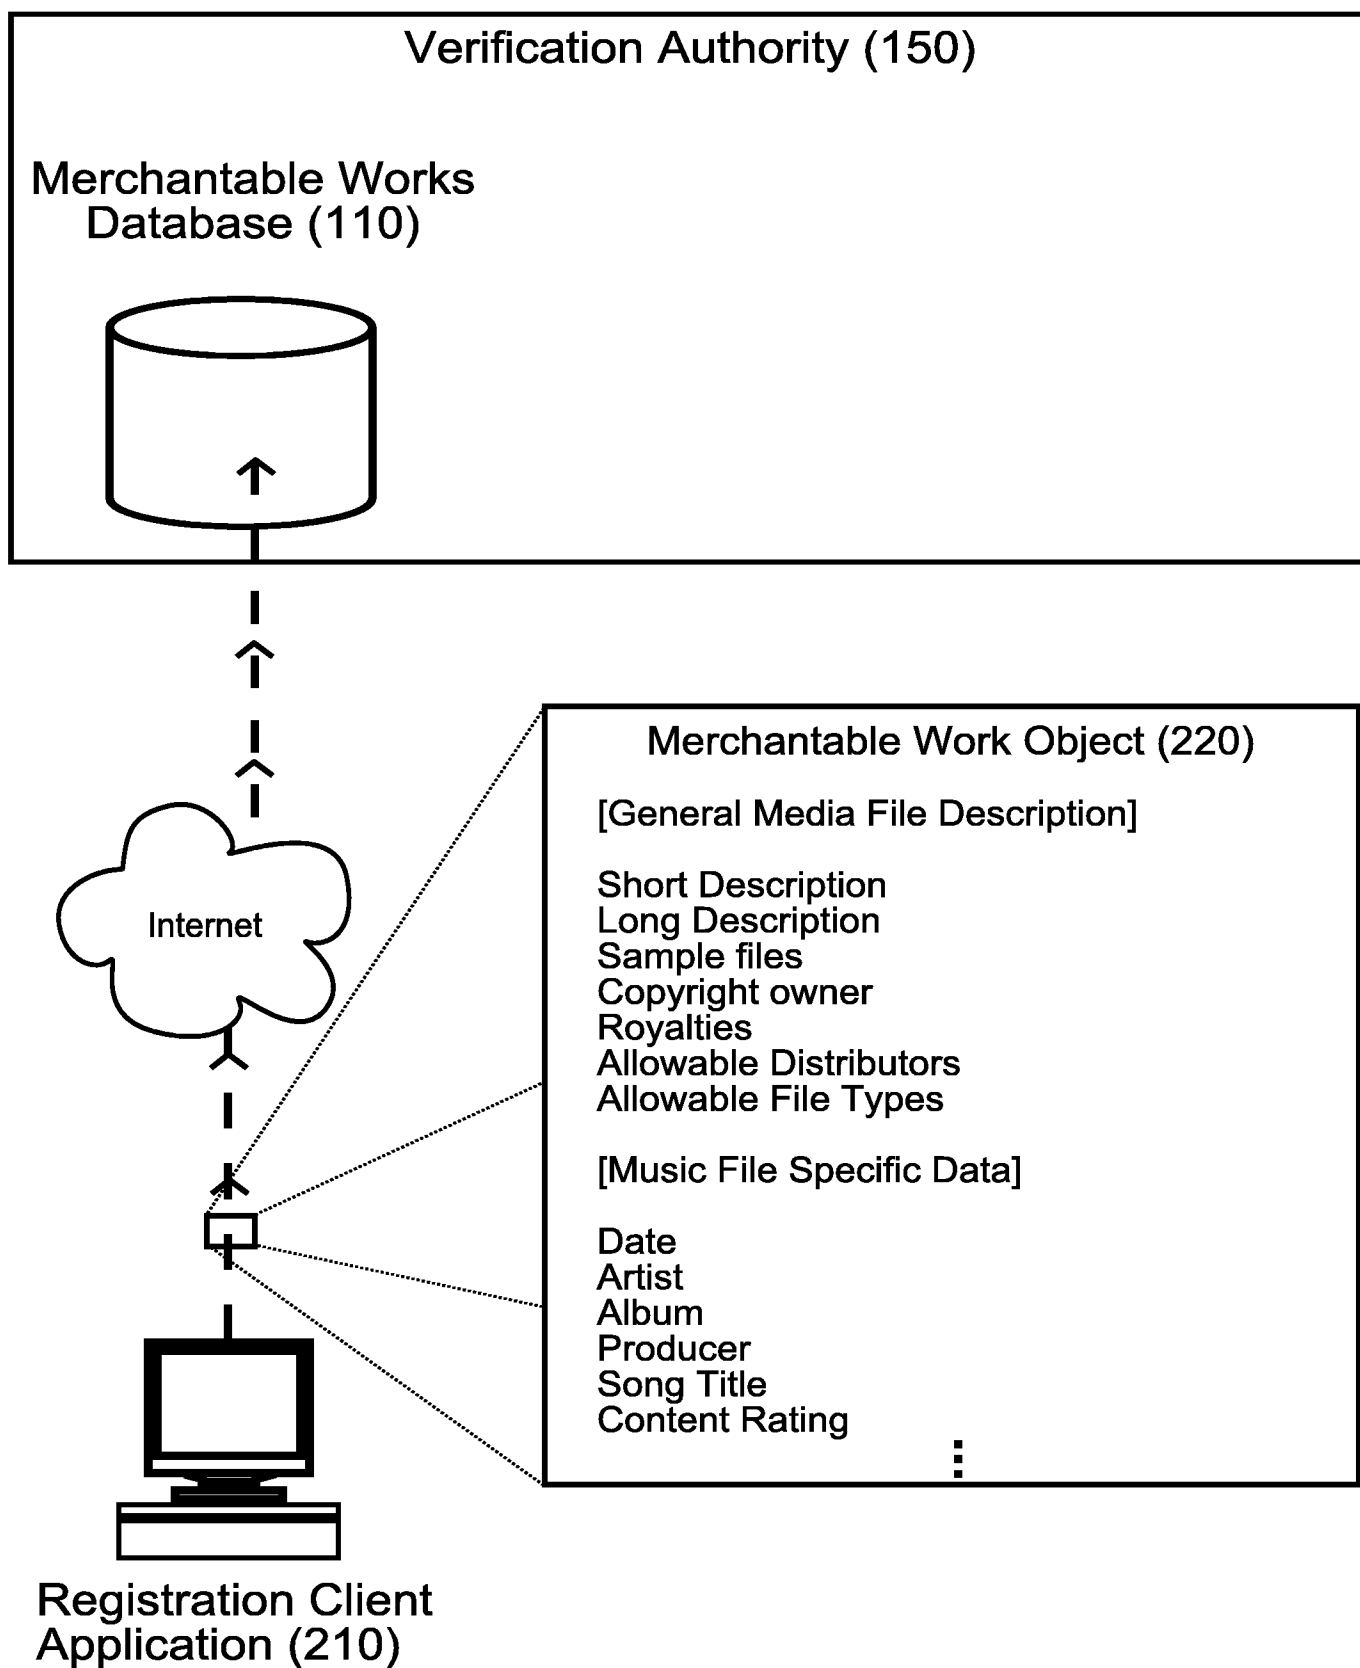 Verification Authority (150)
Merchantable Works
Database (110)
Internet
Merchantable Work Object (220)
[General Media File Description]
Short Description
Long Description
Sample files
Copyright owner
Royalties
Allowable Distributors
Allowable File Types
[Music File Specific Data]
Date
Artist
Album
Producer
Song Title
Content Rating
Registration Client
Application (210)